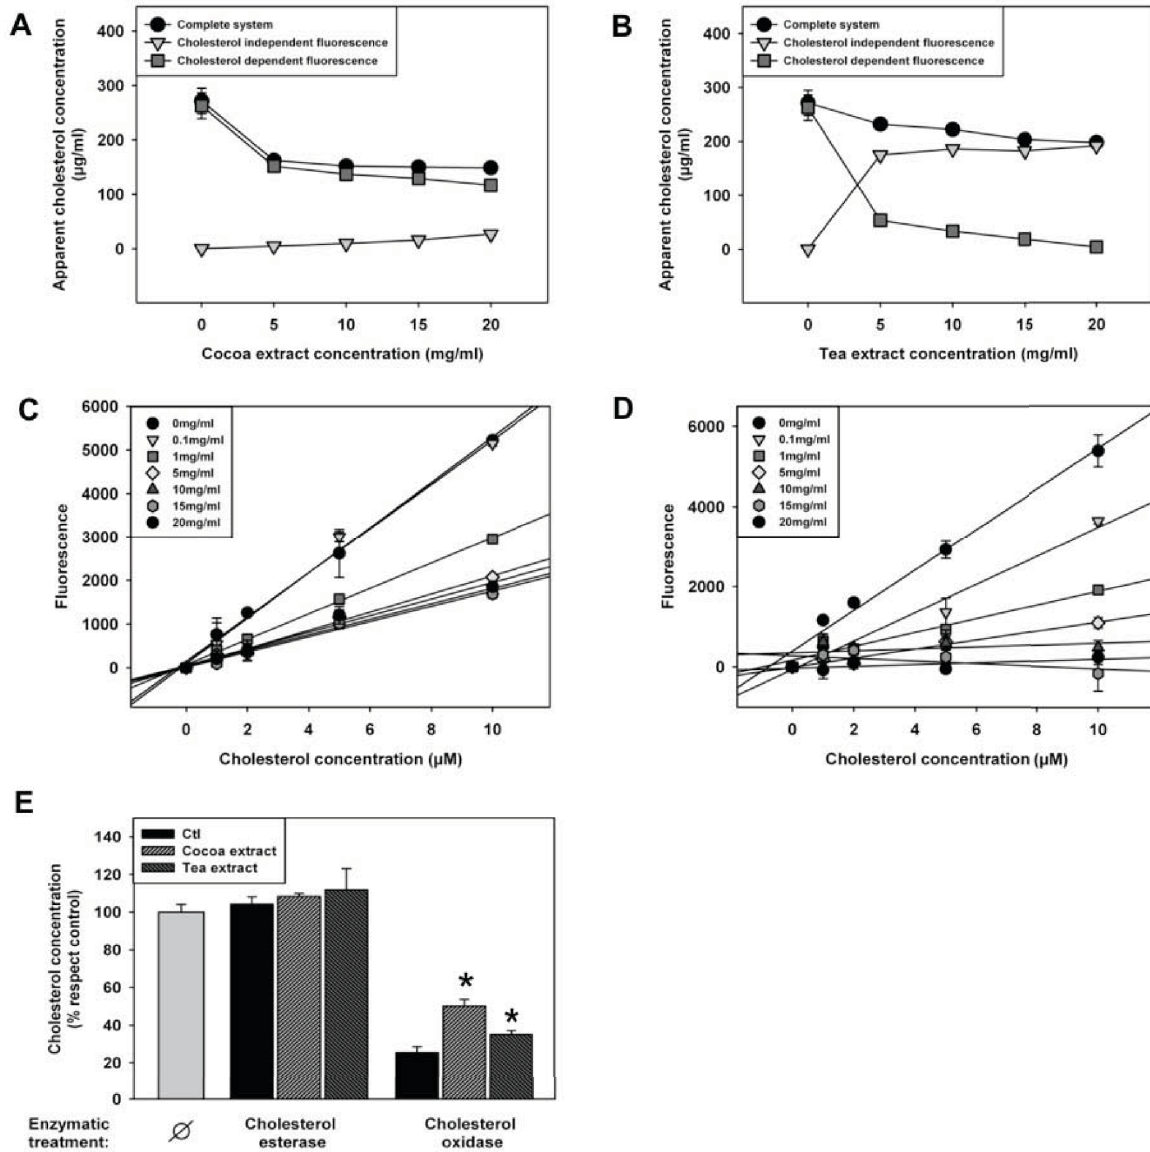 A
Complete system
Cholesterol independent fluorescence
Cholesterol dependent fluorescence
Apparent cholesterol concentration
(µg/ml)
400
300
200
100
0
0 5 10 15 20
Cocoa extract concentration (mg/ml)
B
Complete system
Cholesterol independent fluorescence
Cholesterol dependent fluorescence
Apparent cholesterol concentration
(µg/ml)
400
300
200
100
0
0 5 10 15 20
Tea extract concentration (mg/ml)
C
0mg/ml
0.1mg/ml
1mg/ml
5mg/ml
10mg/ml
15mg/ml
20mg/ml
Fluorescence
6000
5000
4000
3000
2000
1000
0
0 2 4 6 8 10
Cholesterol concentration (µM)
D
0mg/ml
0.1mg/ml
1mg/ml
5mg/ml
10mg/ml
15mg/ml
20mg/ml
Fluorescence
6000
4000
2000
0
0 2 4 6 8 10
Cholesterol concentration (µM)
E
Ctl
Cocoa extract
Tea extract
Cholesterol concentration
(% respect control)
140
120
100
80
60
40
20
0
*
*
Enzymatic
treatment:
∅
Cholesterol
esterase
Cholesterol
oxidase